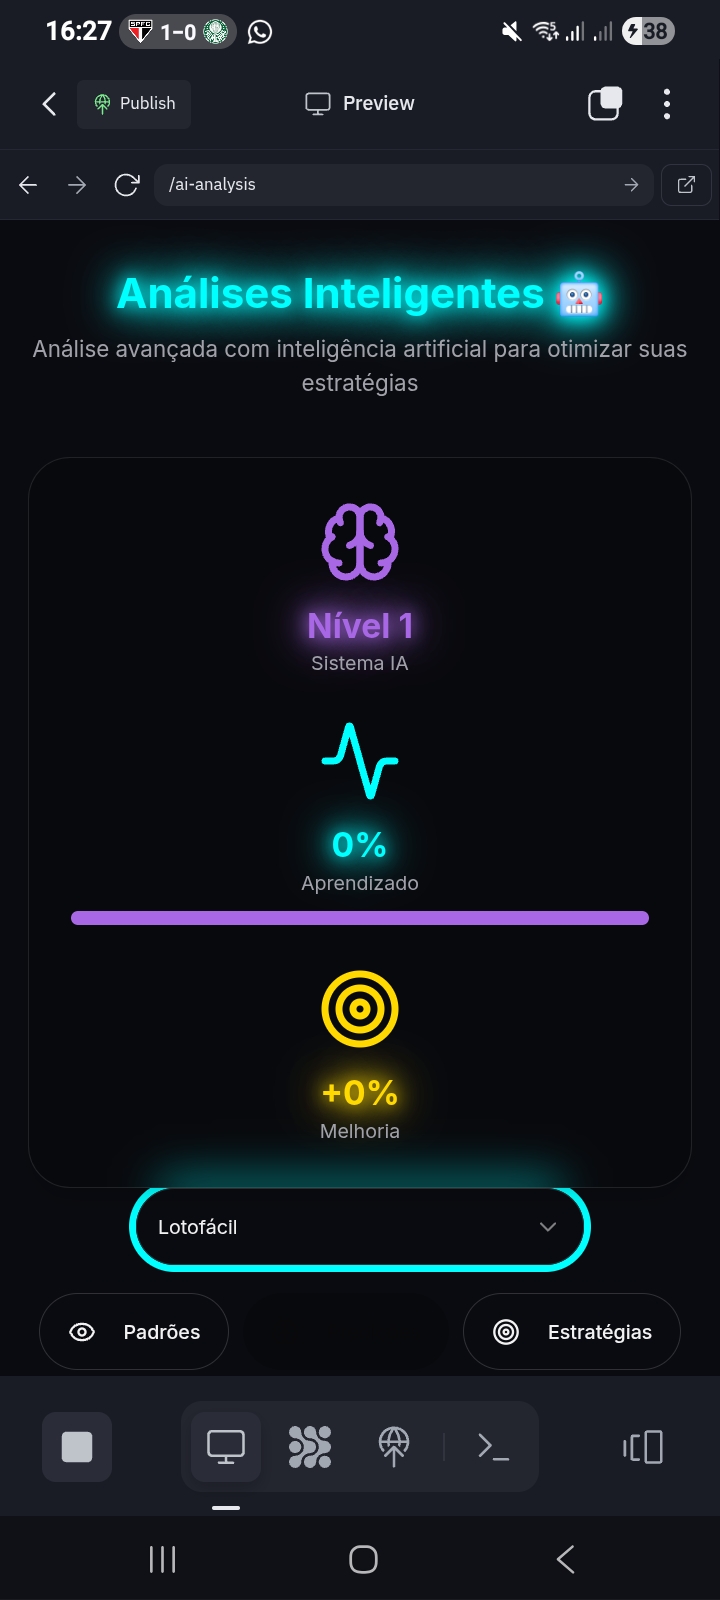 16:27
SPFC
1-0
5
38
Publish
Preview
/ai-analysis
Análises Inteligentes
Análise avançada com inteligência artificial para otimizar suas
estratégias
Nível 1
Sistema IA
0%
Aprendizado
+0%
Melhoria
Lotofácil
Padrões
Estratégias